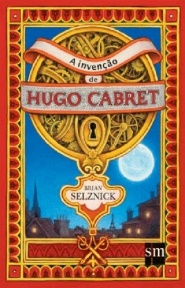 A invenção
de
HUGO CABRET
BRIAN
SELZNICK
sm